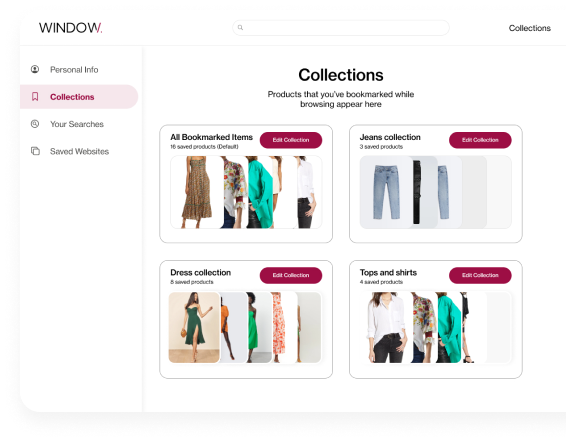 WINDOW.
Collections
Personal Info
Collections
Your Searches
Saved Websites
Collections
Products that you've bookmarked while
browsing appear here
All Bookmarked Items
16 saved products (Default)
Edit Collection
Jeans collection
3 saved products
Edit Collection
Dress collection
8 saved products
Edit Collection
Tops and shirts
4 saved products
Edit Collection